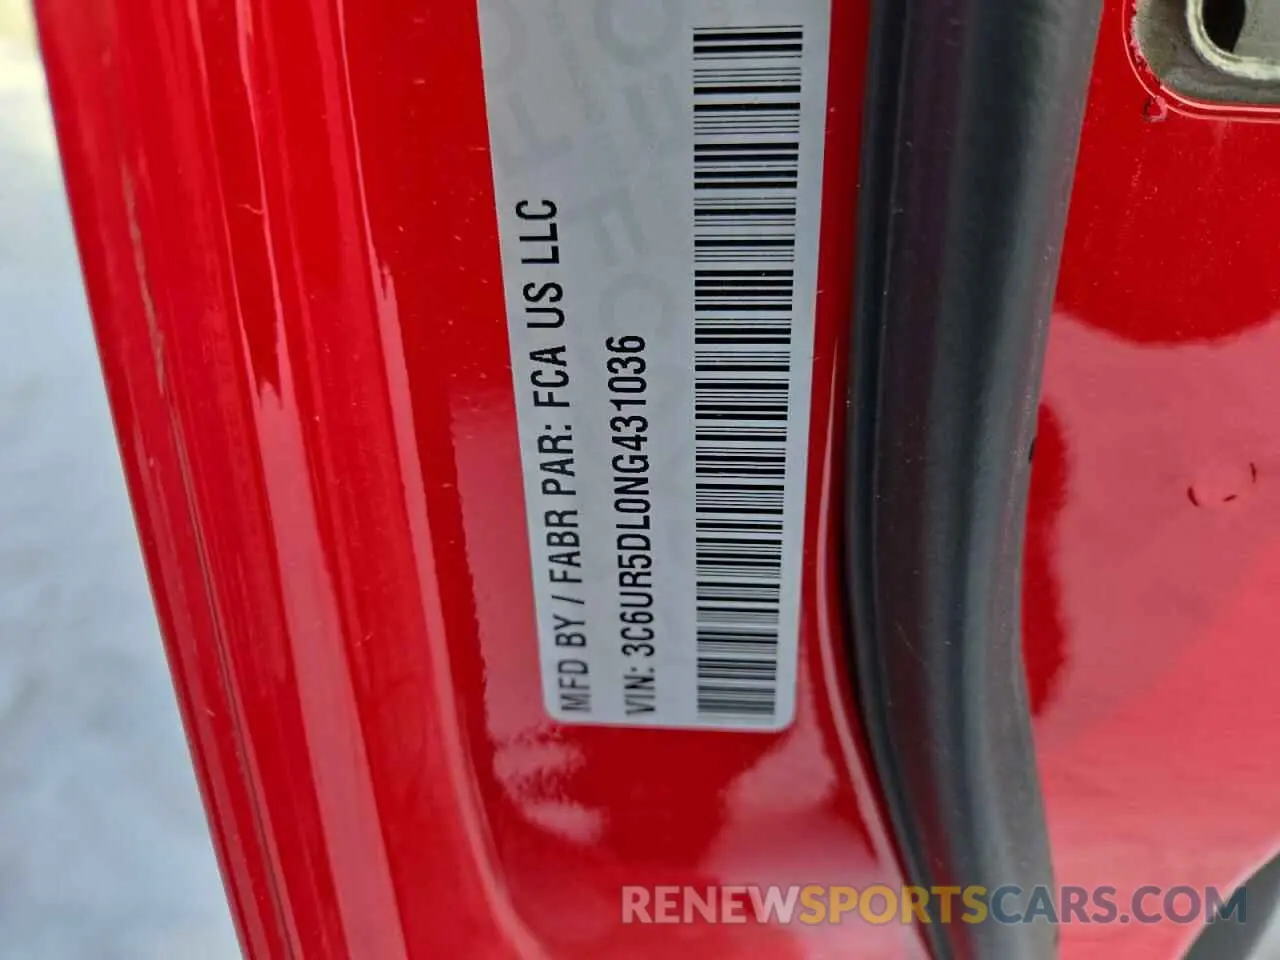 MFD BY / FABR PAR: FCA US LLC
VIN: 3C6UR5DL0NG431036
RENEWSPORTSCARS.COM